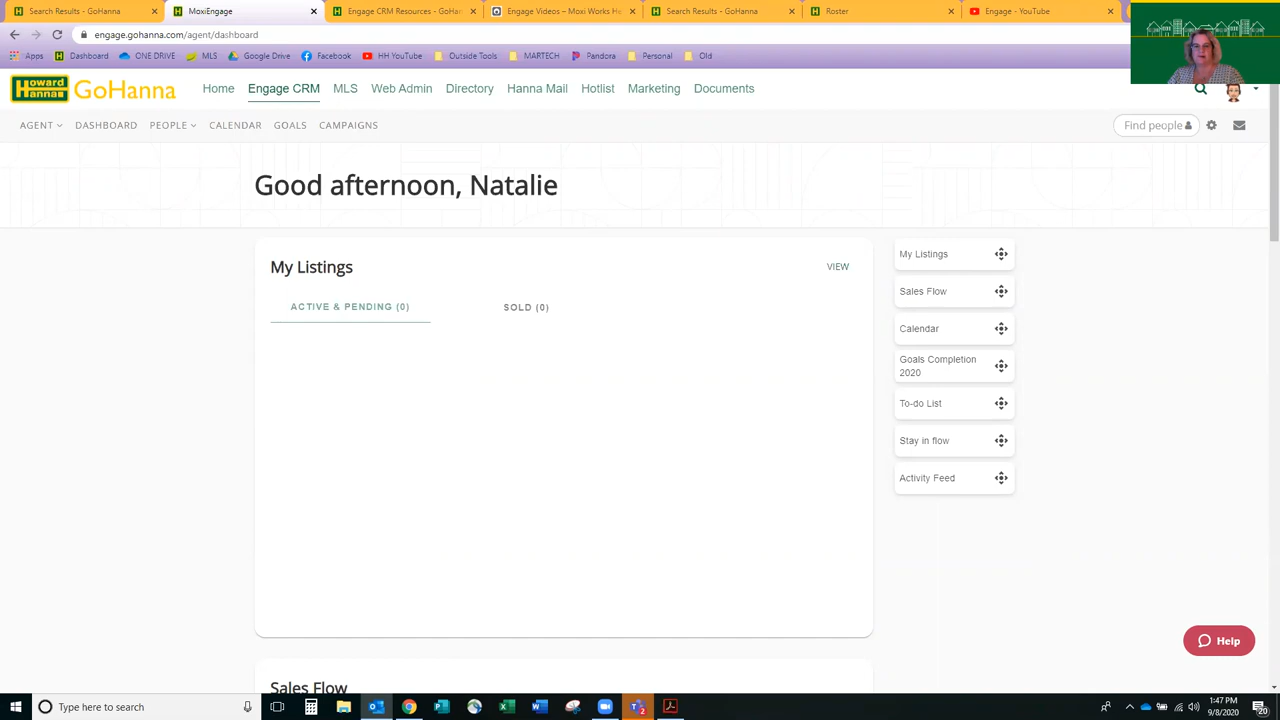 Search Results - GoHanna
MoxiEngage
Engage CRM Resources - GoHan
Engage Videos – Moxi Works He
Search Results - GoHanna
Roster
Engage - YouTube
engage.gohanna.com/agent/dashboard
Apps
Dashboard
ONE DRIVE
MLS
Google Drive
Facebook
HH YouTube
Outside Tools
MARTECH
Pandora
Personal
Old
Howard Hanna
GoHanna
Home
Engage CRM
MLS
Web Admin
Directory
Hanna Mail
Hotlist
Marketing
Documents
AGENT
DASHBOARD
PEOPLE
CALENDAR
GOALS
CAMPAIGNS
Find people
Good afternoon, Natalie
My Listings
VIEW
ACTIVE & PENDING (0)
SOLD (0)
My Listings
Sales Flow
Calendar
Goals Completion
2020
To-do List
Stay in flow
Activity Feed
Help
Sales Flow
Type here to search
1:47 PM
9/8/2020
20